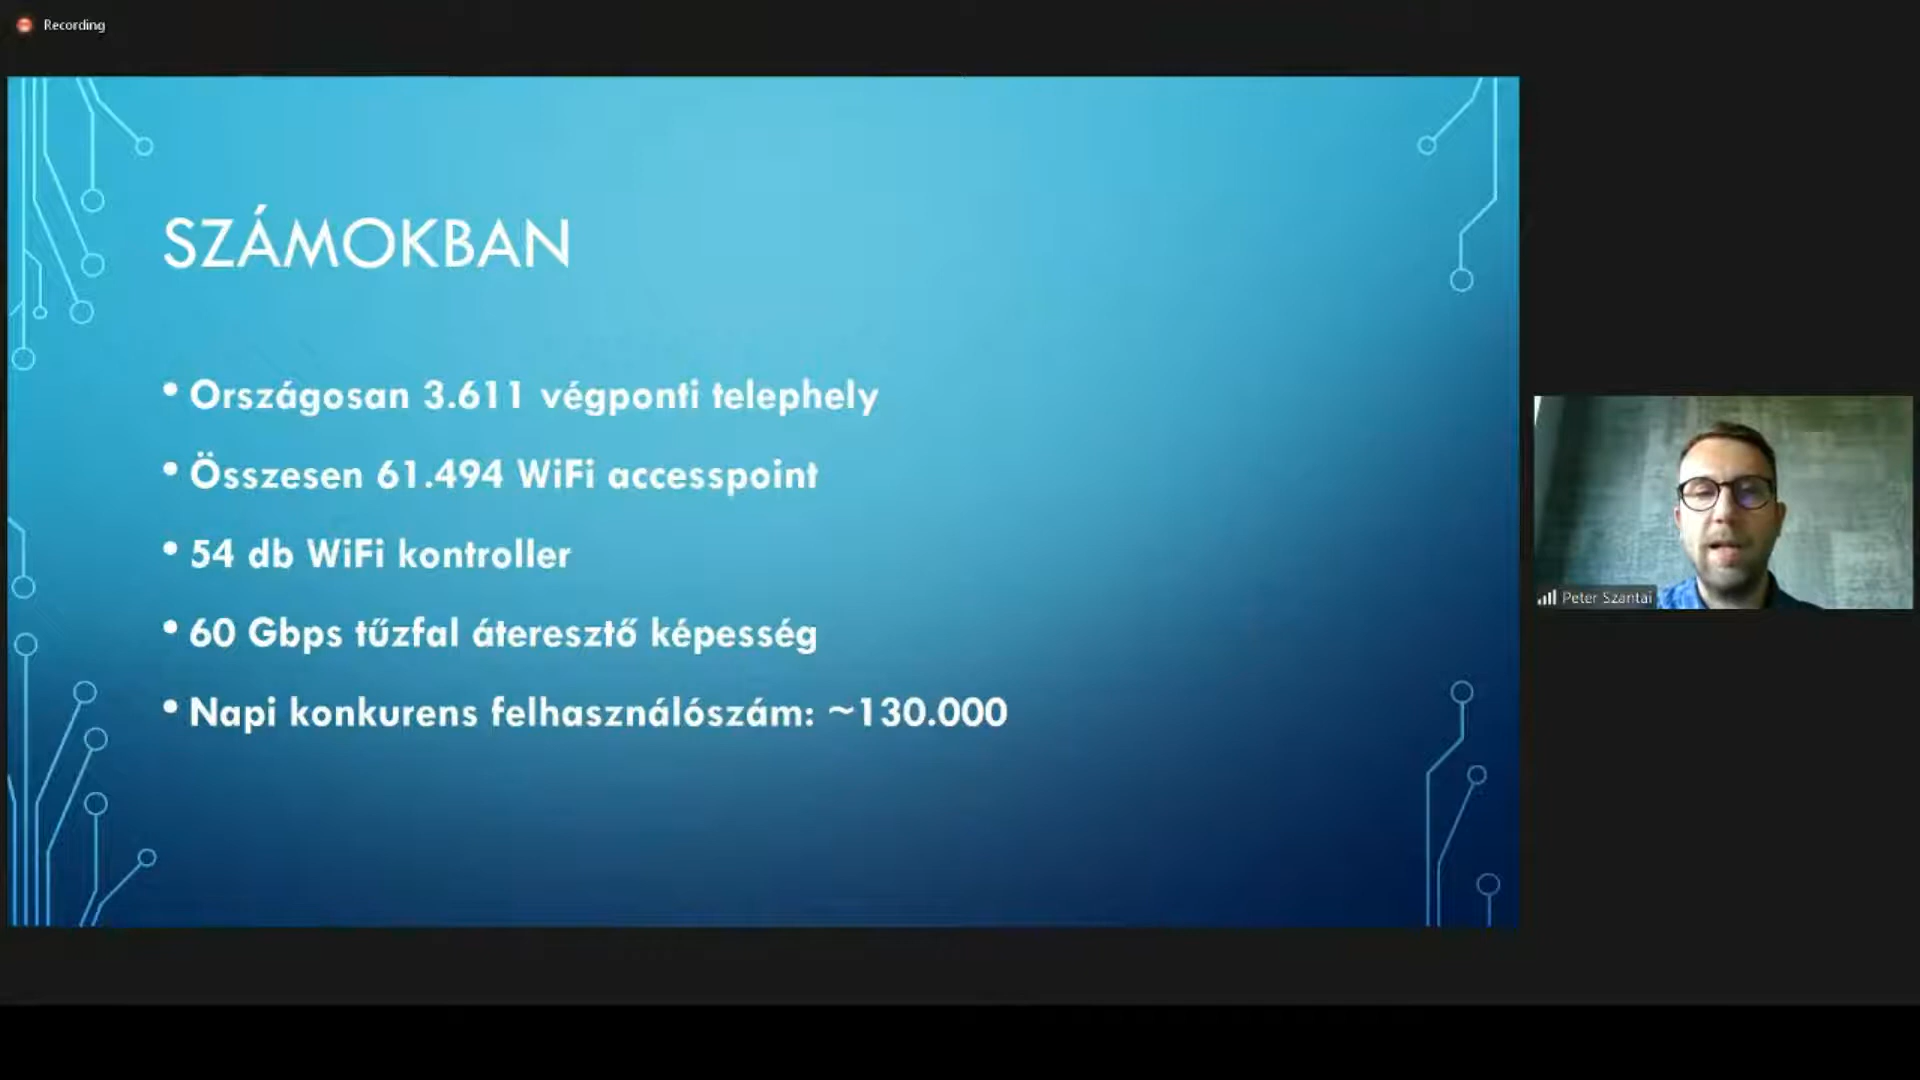 Recording
SZÁMOKBAN
• Országosan 3.611 végponti telephely
• Összesen 61.494 WiFi accesspoint
• 54 db WiFi kontroller
• 60 Gbps tűzfal áteresztő képesség
• Napi konkurens felhasználószám: ~130.000
Peter Szantai